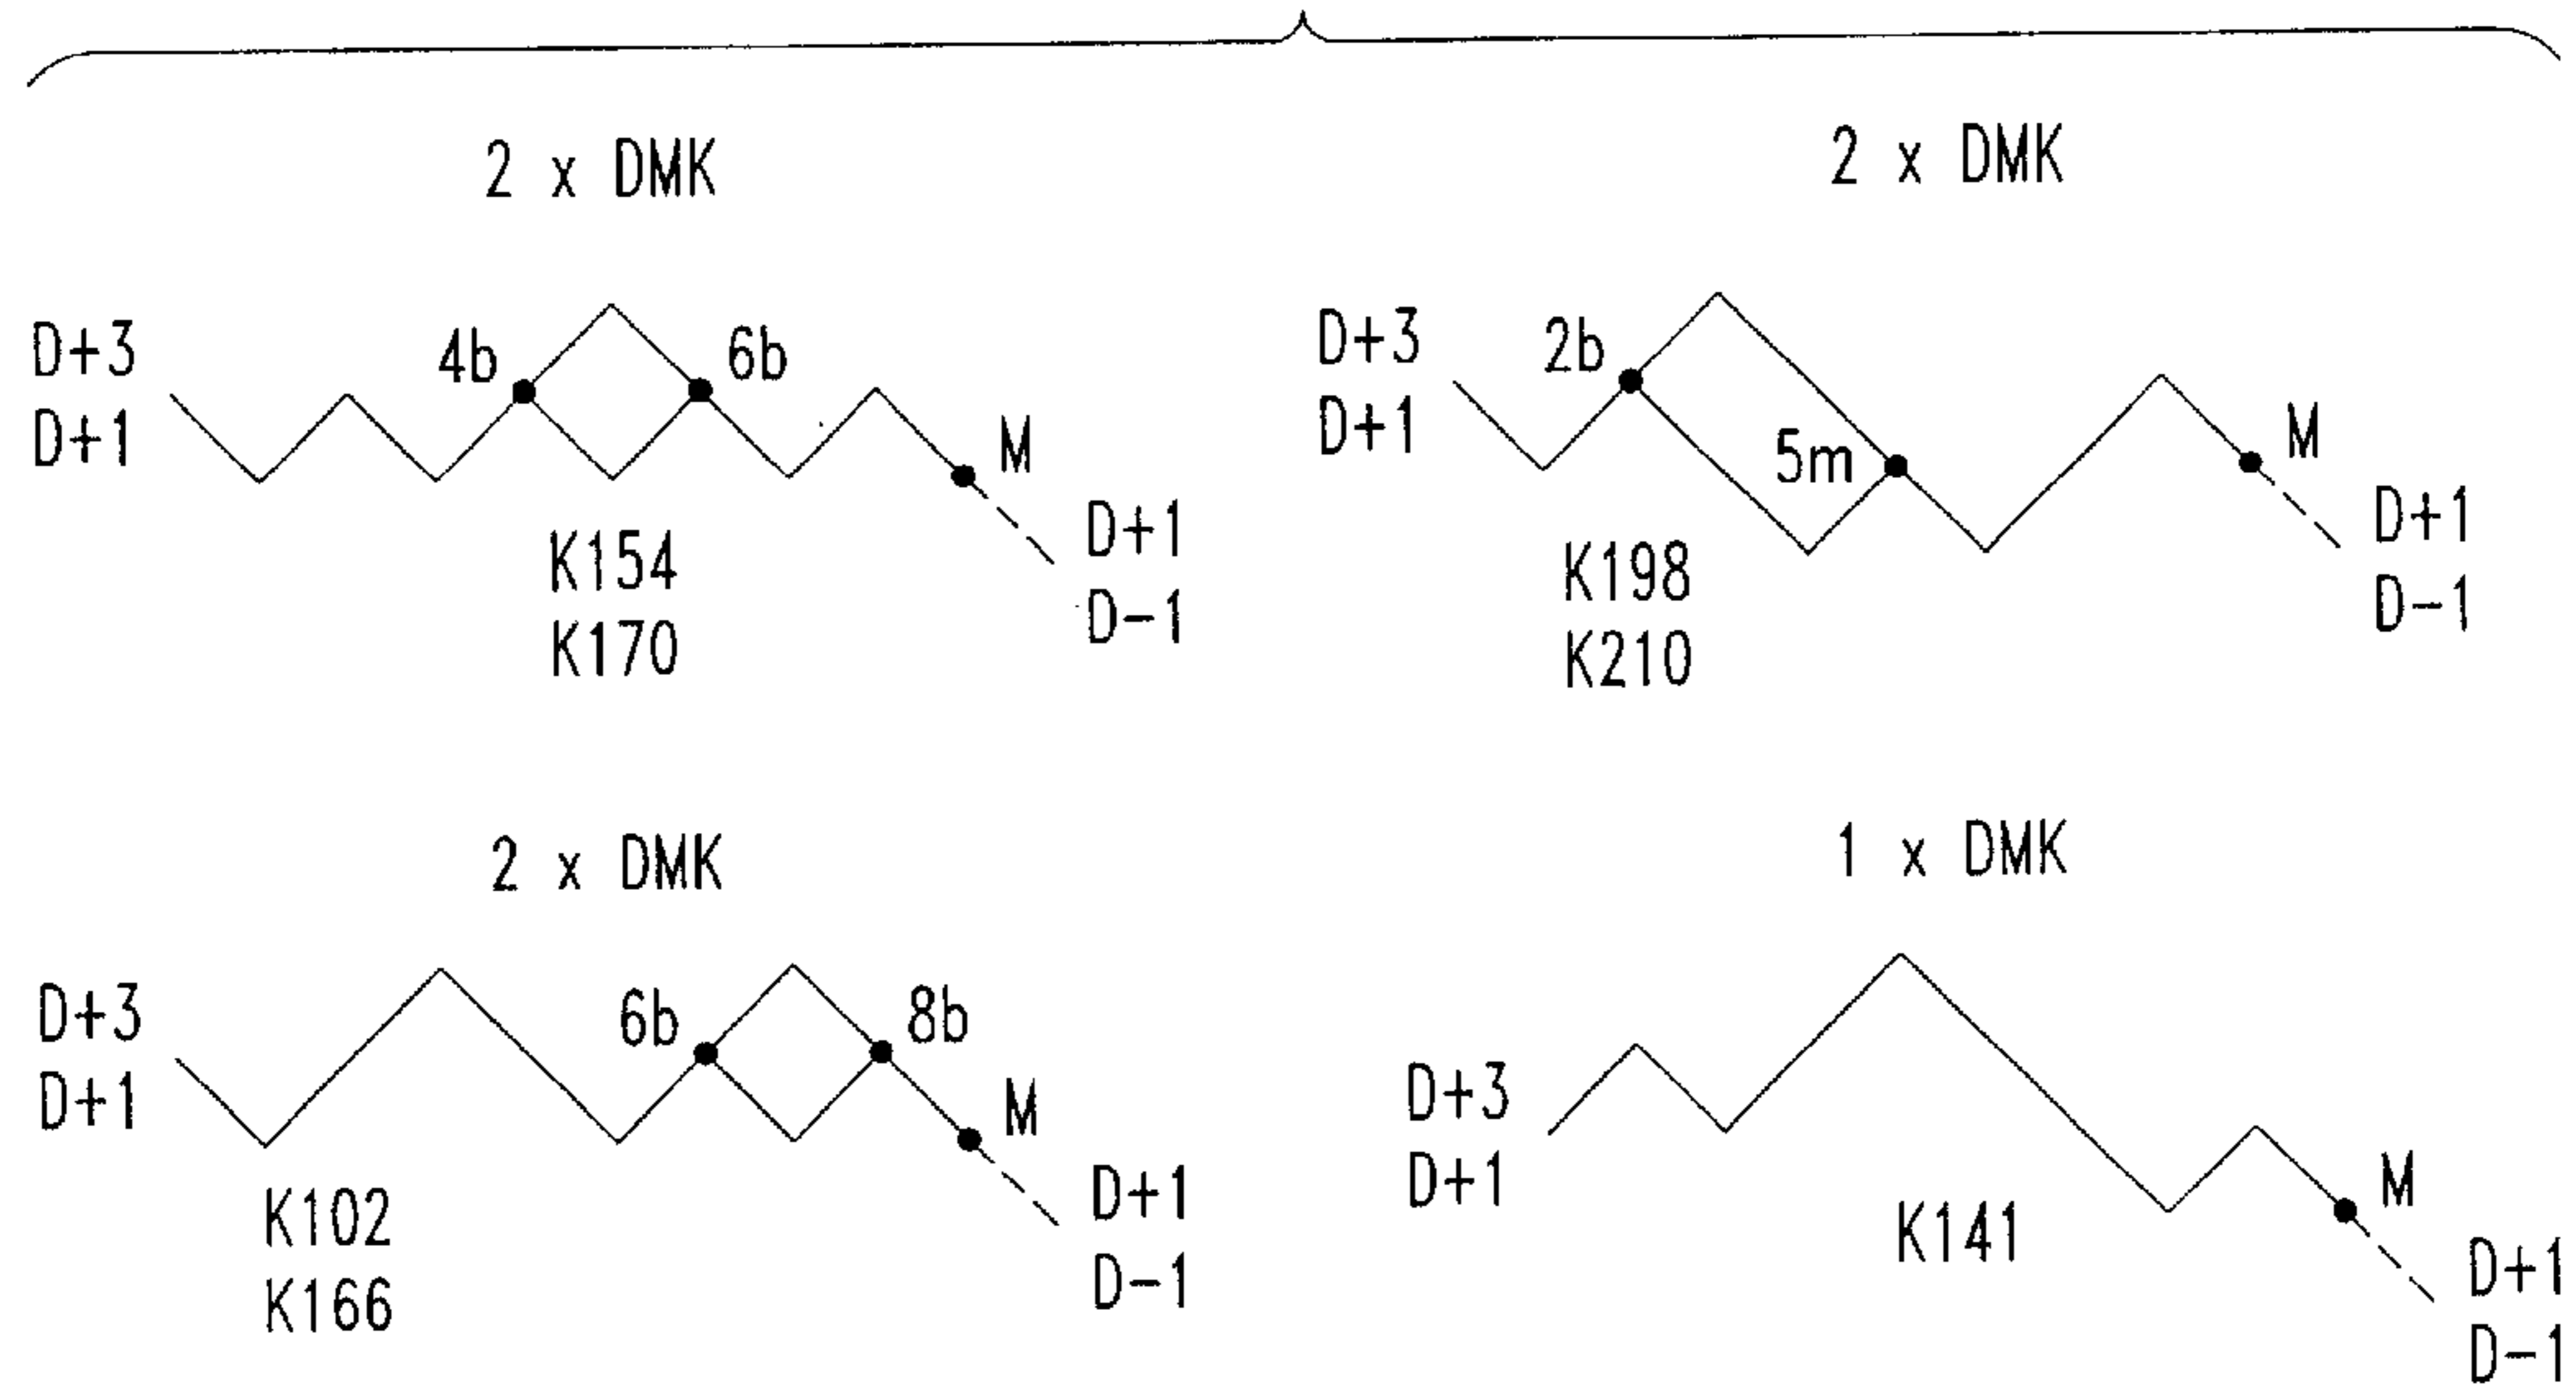 2 x DMK
D+3
D+1
4b
6b
M
D+1
D-1
K154
K170
2 x DMK
D+3
D+1
2b
5m
M
D+1
D-1
K198
K210
2 x DMK
D+3
D+1
6b
8b
M
D+1
D-1
K102
K166
1 x DMK
D+3
D+1
M
D+1
D-1
K141